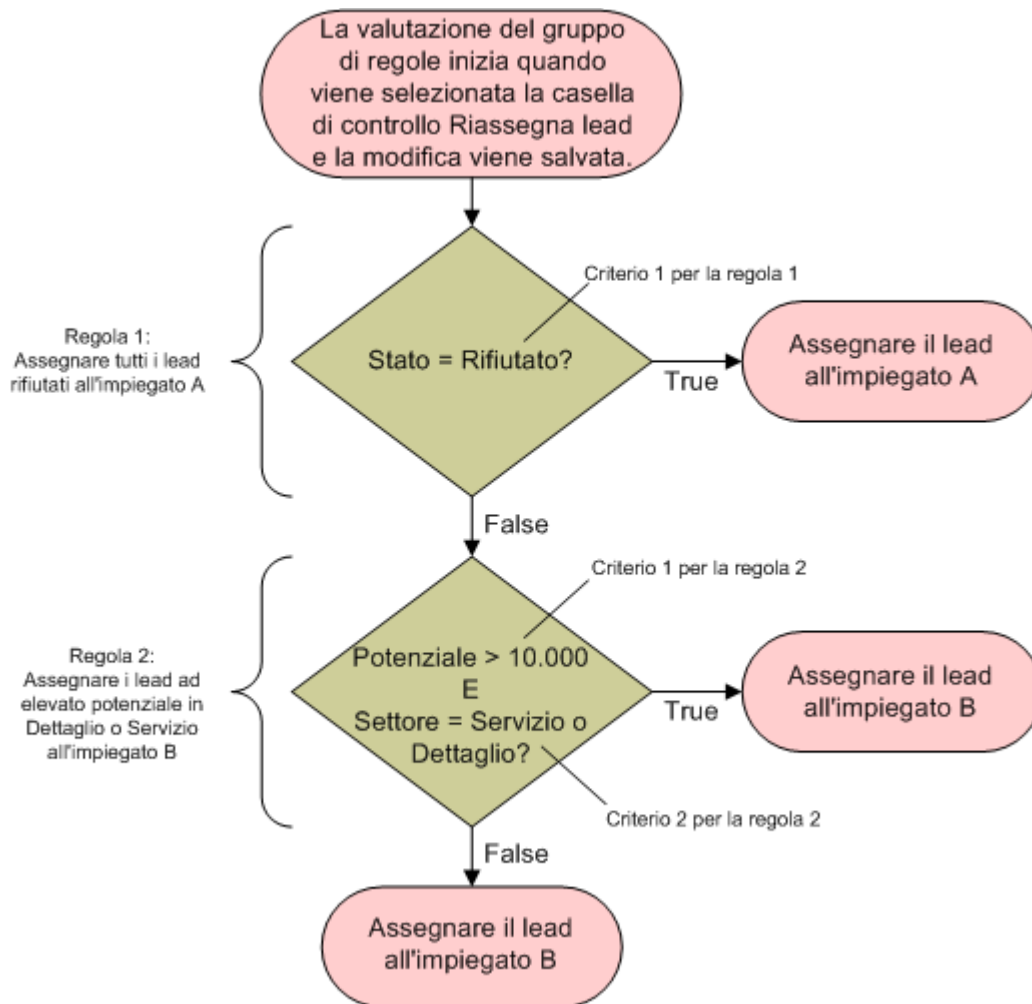 La valutazione del gruppo
di regole inizia quando
viene selezionata la casella
di controllo Riassegna lead
e la modifica viene salvata.
Criterio 1 per la regola 1
Regola 1:
Assegnare tutti i lead
rifiutati all'impiegato A
Stato = Rifiutato?
True
Assegnare il lead
all'impiegato A
False
Criterio 1 per la regola 2
Regola 2:
Assegnare i lead ad
elevato potenziale in
Dettaglio o Servizio
all'impiegato B
Potenziale > 10.000
E
Settore = Servizio o
Dettaglio?
True
Assegnare il lead
all'impiegato B
Criterio 2 per la regola 2
False
Assegnare il lead
all'impiegato B